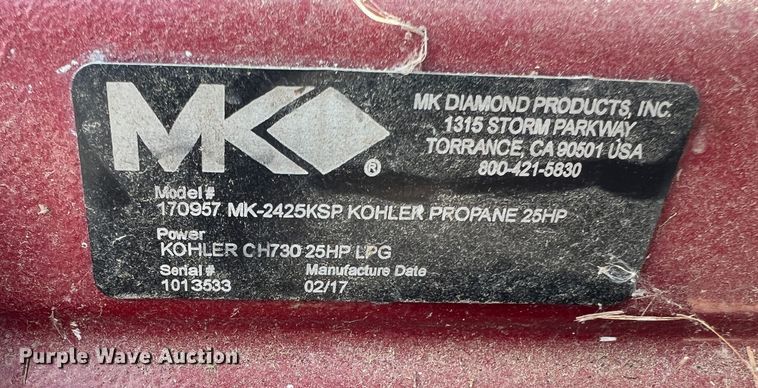 MK
®
MK DIAMOND PRODUCTS, INC.
1315 STORM PARKWAY
TORRANCE, CA 90501 USA
800-421-5830
Model #
170957 MK-2425KSP KOHLER PROPANE 25HP
Power
KOHLER CH730 25HP LPG
Serial # Manufacture Date
1013533 02/17
Purple Wave Auction